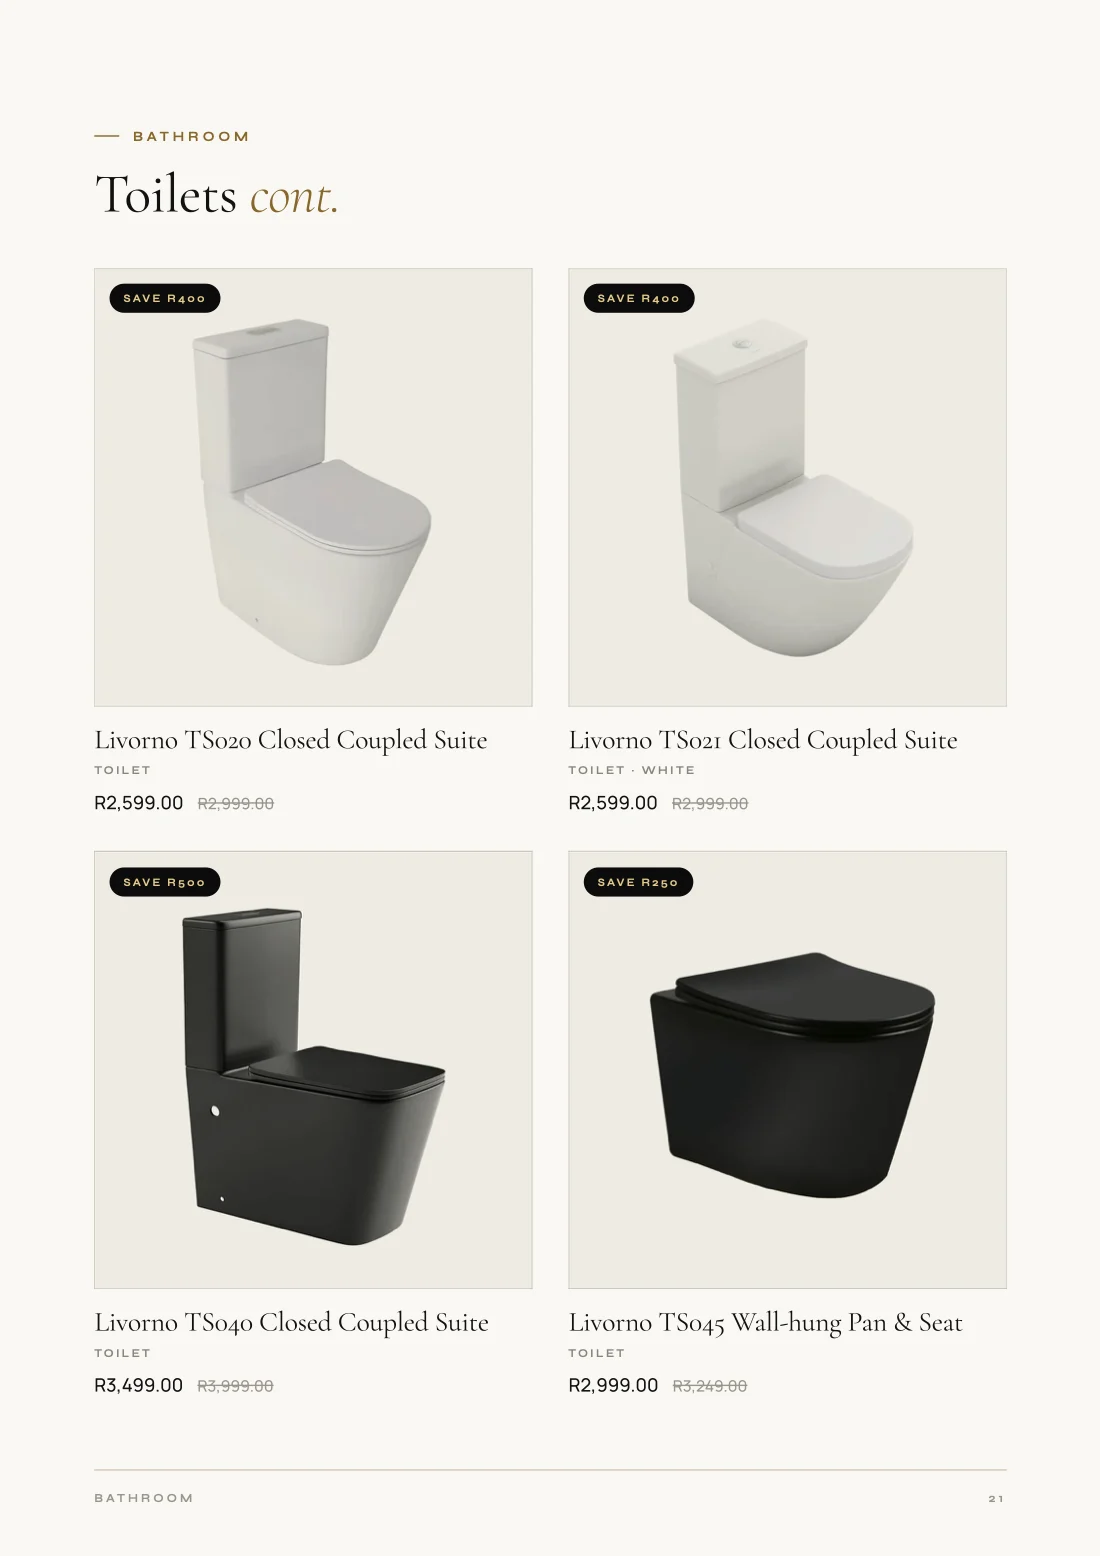 BATHROOM
Toilets cont.
SAVE R400
SAVE R400
Livorno TS020 Closed Coupled Suite
TOILET
R2,599.00 R2,999.00
Livorno TS021 Closed Coupled Suite
TOILET · WHITE
R2,599.00 R2,999.00
SAVE R500
SAVE R250
Livorno TS040 Closed Coupled Suite
TOILET
R3,499.00 R3,999.00
Livorno TS045 Wall-hung Pan & Seat
TOILET
R2,999.00 R3,249.00
BATHROOM
21